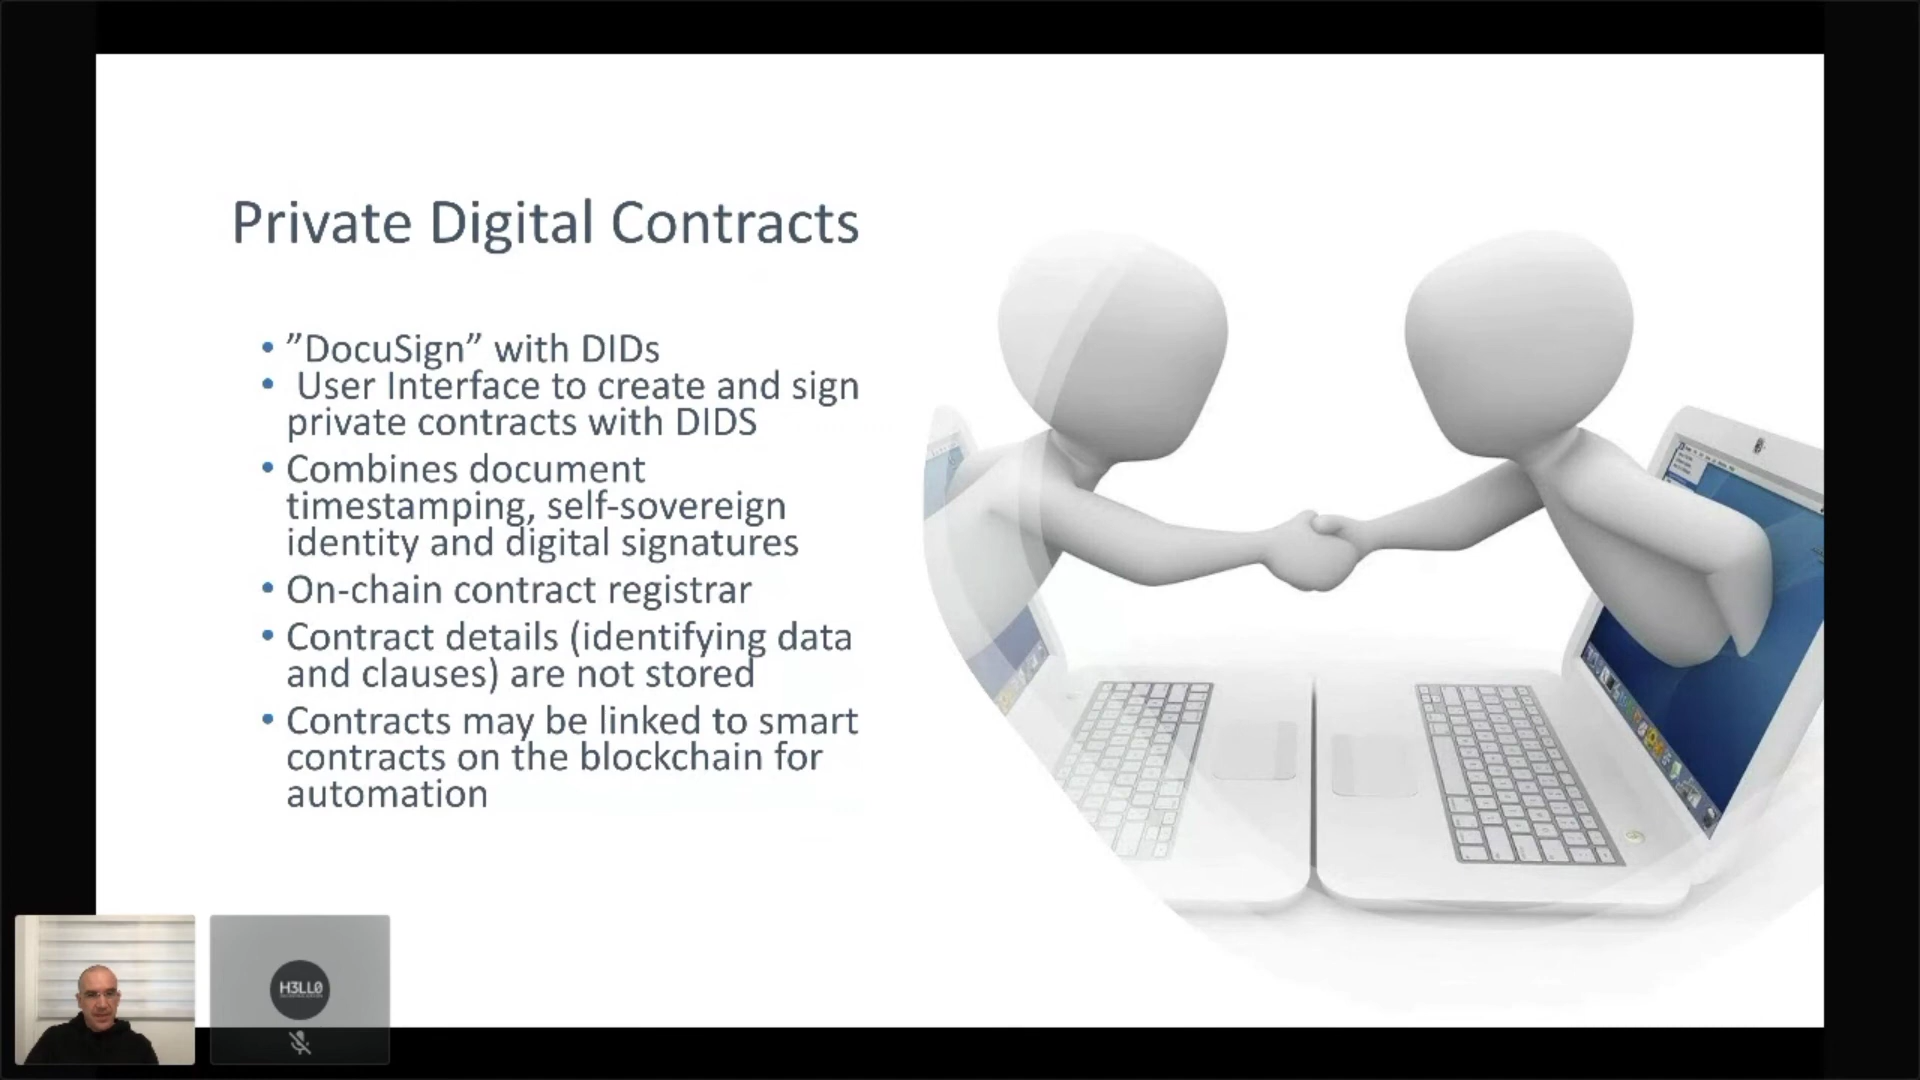 Private Digital Contracts
• ”DocuSign” with DIDs
• User Interface to create and sign
private contracts with DIDS
• Combines document
timestamping, self-sovereign
identity and digital signatures
• On-chain contract registrar
• Contract details (identifying data
and clauses) are not stored
• Contracts may be linked to smart
contracts on the blockchain for
automation
H3LLØ